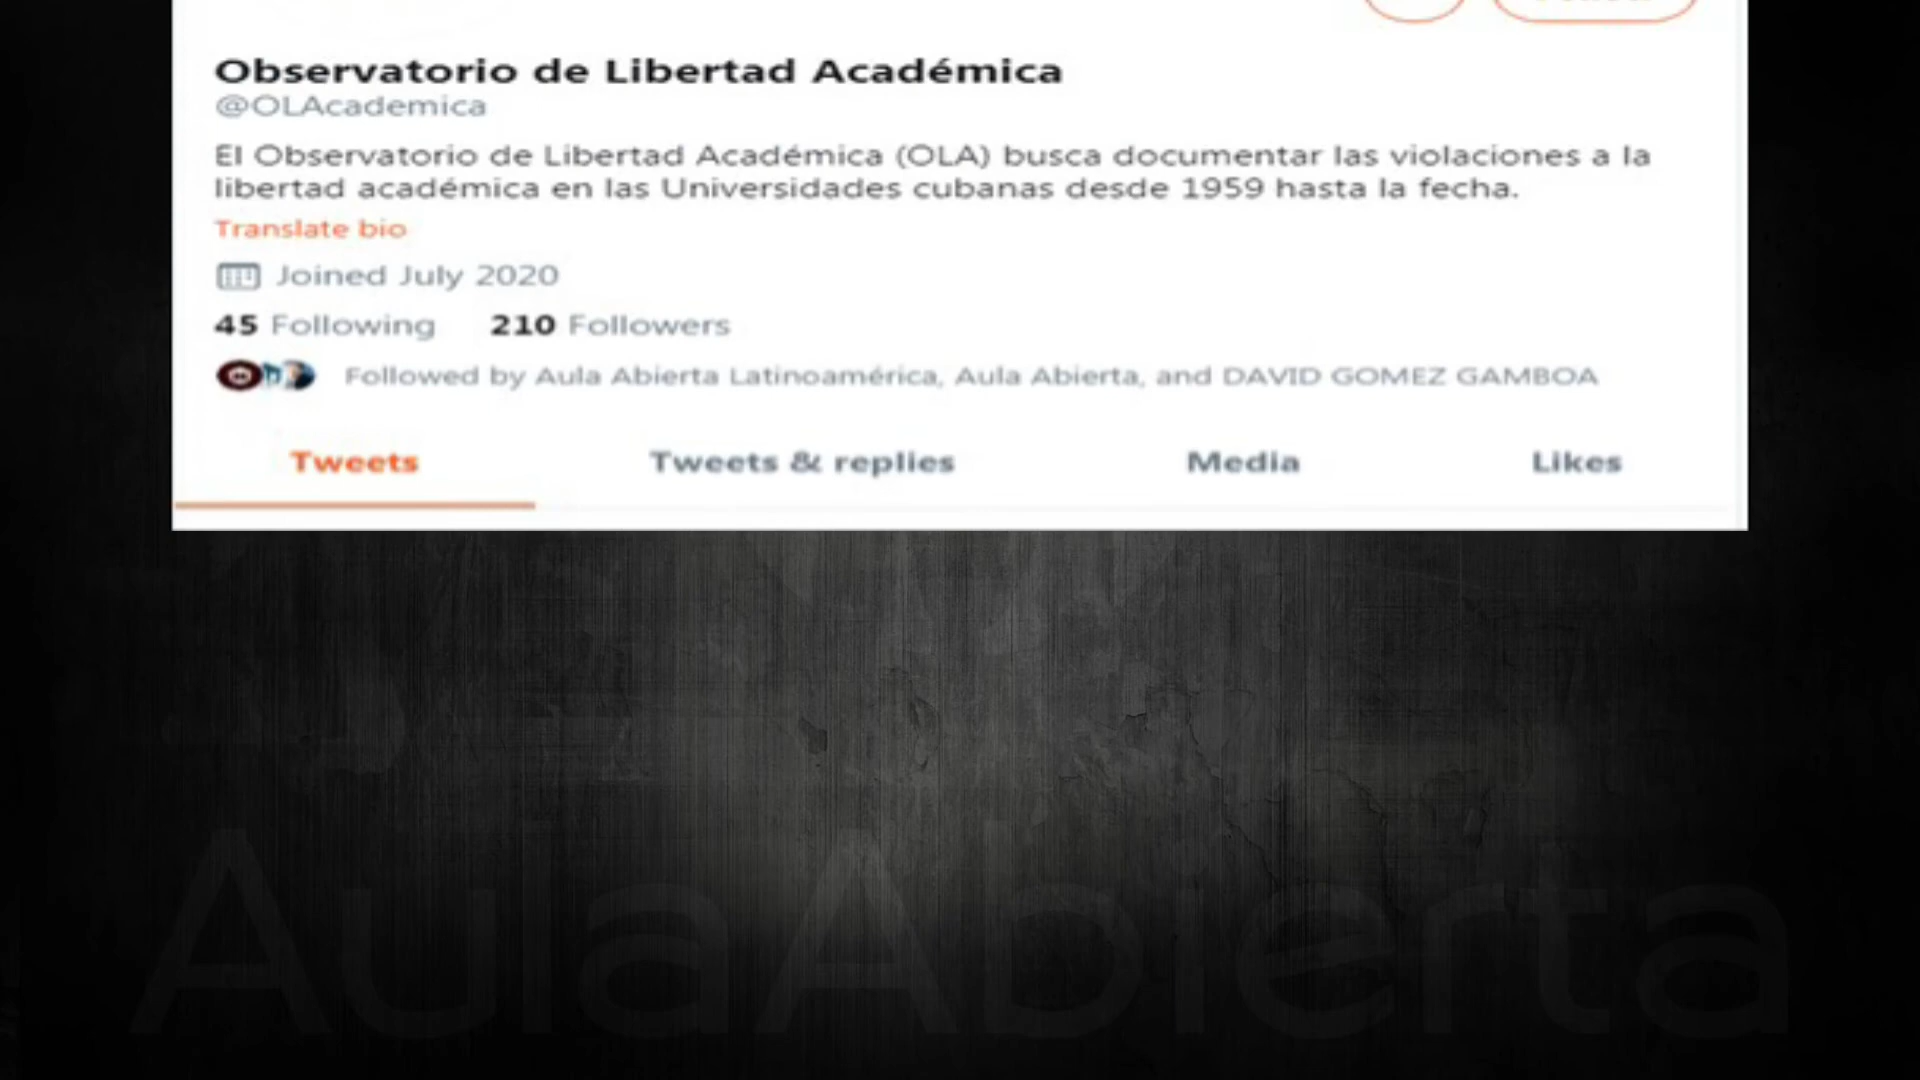 Observatorio de Libertad Académica
@OLAcademica
El Observatorio de Libertad Académica (OLA) busca documentar las violaciones a la
libertad académica en las Universidades cubanas desde 1959 hasta la fecha.
Translate bio
Joined July 2020
45 Following 210 Followers
Followed by Aula Abierta Latinoamérica, Aula Abierta, and DAVID GOMEZ GAMBOA
Tweets Tweets & replies Media Likes
AulaAbierta